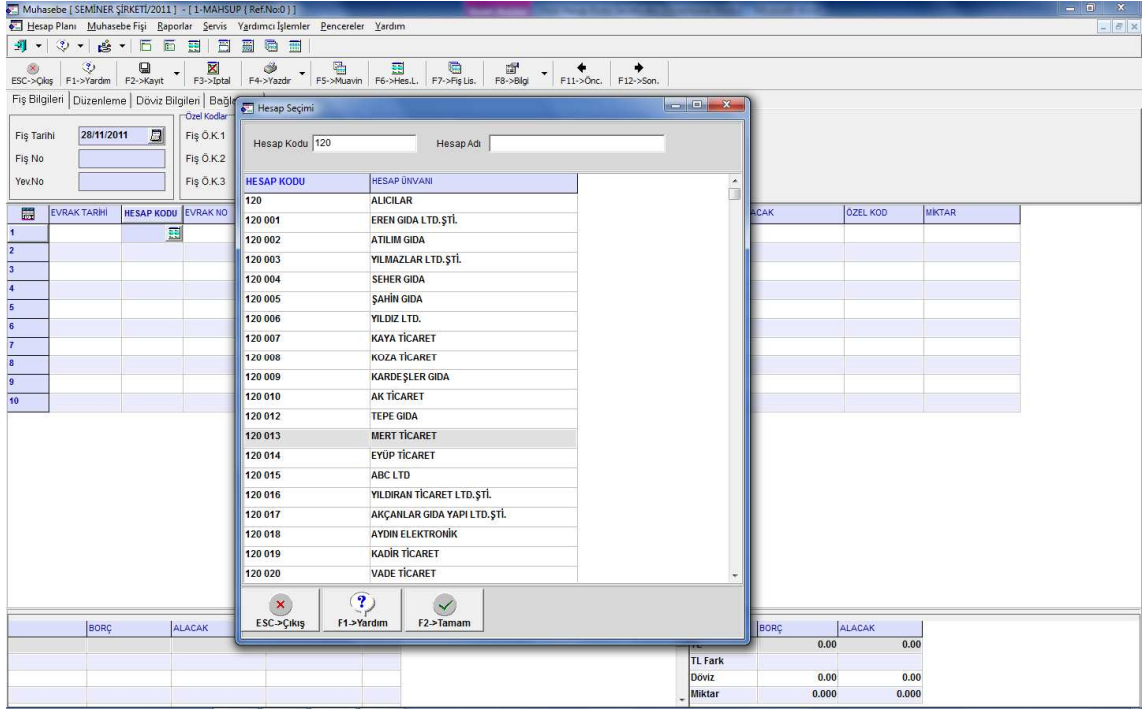 Muhasebe [ SEMİNER ŞİRKETİ/2011 ] - [ 1-MAHSUP ( Ref.No:0 ) ]
Hesap Planı Muhasebe Fişi Raporlar Servis Yardımcı İşlemler Pencereler Yardım
ESC->Çıkış F1->Yardım F2->Kayıt F3->İptal F4->Yazdır F5->Muavin F6->Hes.L. F7->Fiş Lis. F8->Bilgi F11->Önc. F12->Son.
Fiş Bilgileri Düzenleme Döviz Bilgileri
Özel Kodlar
Fiş Tarihi 28/11/2011 Fiş Ö.K.1
Fiş No Fiş Ö.K.2
Yev.No Fiş Ö.K.3
EVRAK TARİHİ HESAP KODU EVRAK NO ÖZEL KOD MİKTAR
1
2
3
4
5
6
7
8
9
10
Hesap Seçimi
Hesap Kodu 120 Hesap Adı
HESAP KODU HESAP ÜNVANI
120 ALICILAR
120 001 EREN GIDA LTD.ŞTİ.
120 002 ATILIM GIDA
120 003 YILMAZLAR LTD.ŞTİ.
120 004 SEHER GIDA
120 005 ŞAHİN GIDA
120 006 YILDIZ LTD.
120 007 KAYA TİCARET
120 008 KOZA TİCARET
120 009 KARDEŞLER GIDA
120 010 AK TİCARET
120 012 TEPE GIDA
120 013 MERT TİCARET
120 014 EYÜP TİCARET
120 015 ABC LTD
120 016 YILDIRAN TİCARET LTD.ŞTİ.
120 017 AKÇANLAR GIDA YAPI LTD.ŞTİ.
120 018 AYDIN ELEKTRONİK
120 019 KADİR TİCARET
120 020 VADE TİCARET
ESC->Çıkış F1->Yardım F2->Tamam
BORÇ ALACAK BORÇ ALACAK
TL 0.00 0.00
TL Fark
Döviz 0.00 0.00
Miktar 0.000 0.000